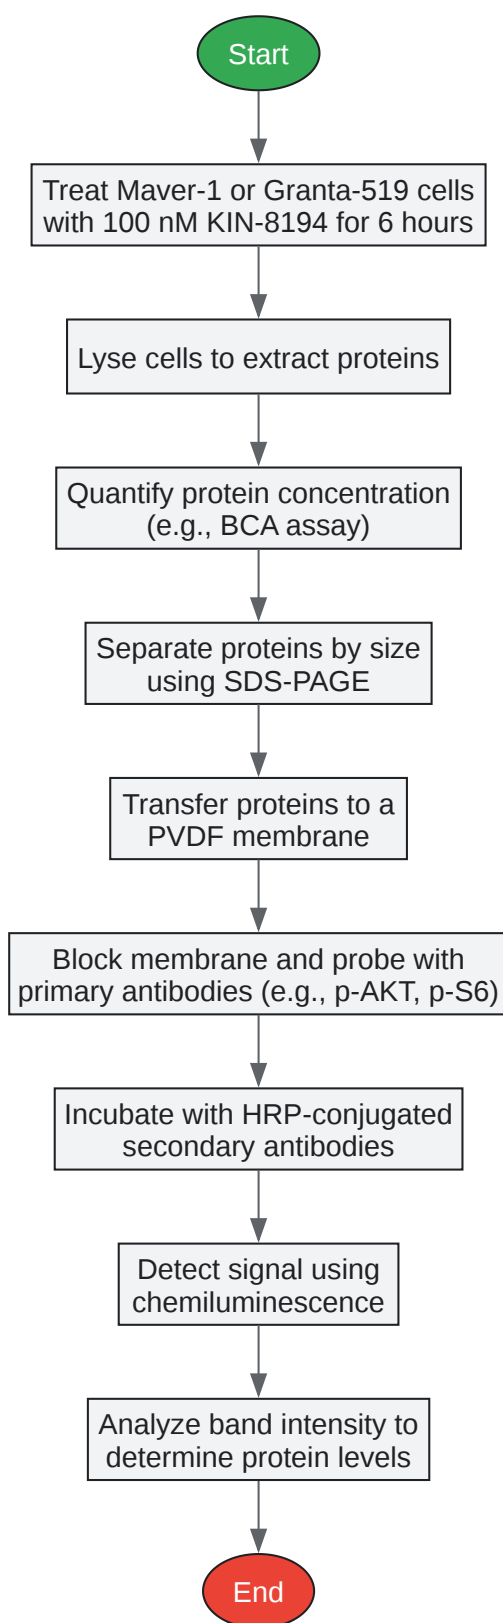 Start
Treat Maver-1 or Granta-519 cells
with 100 nM KIN-8194 for 6 hours
Lyse cells to extract proteins
Quantify protein concentration
(e.g., BCA assay)
Separate proteins by size
using SDS-PAGE
Transfer proteins to a
PVDF membrane
Block membrane and probe with
primary antibodies (e.g., p-AKT, p-S6)
Incubate with HRP-conjugated
secondary antibodies
Detect signal using
chemiluminescence
Analyze band intensity to
determine protein levels
End